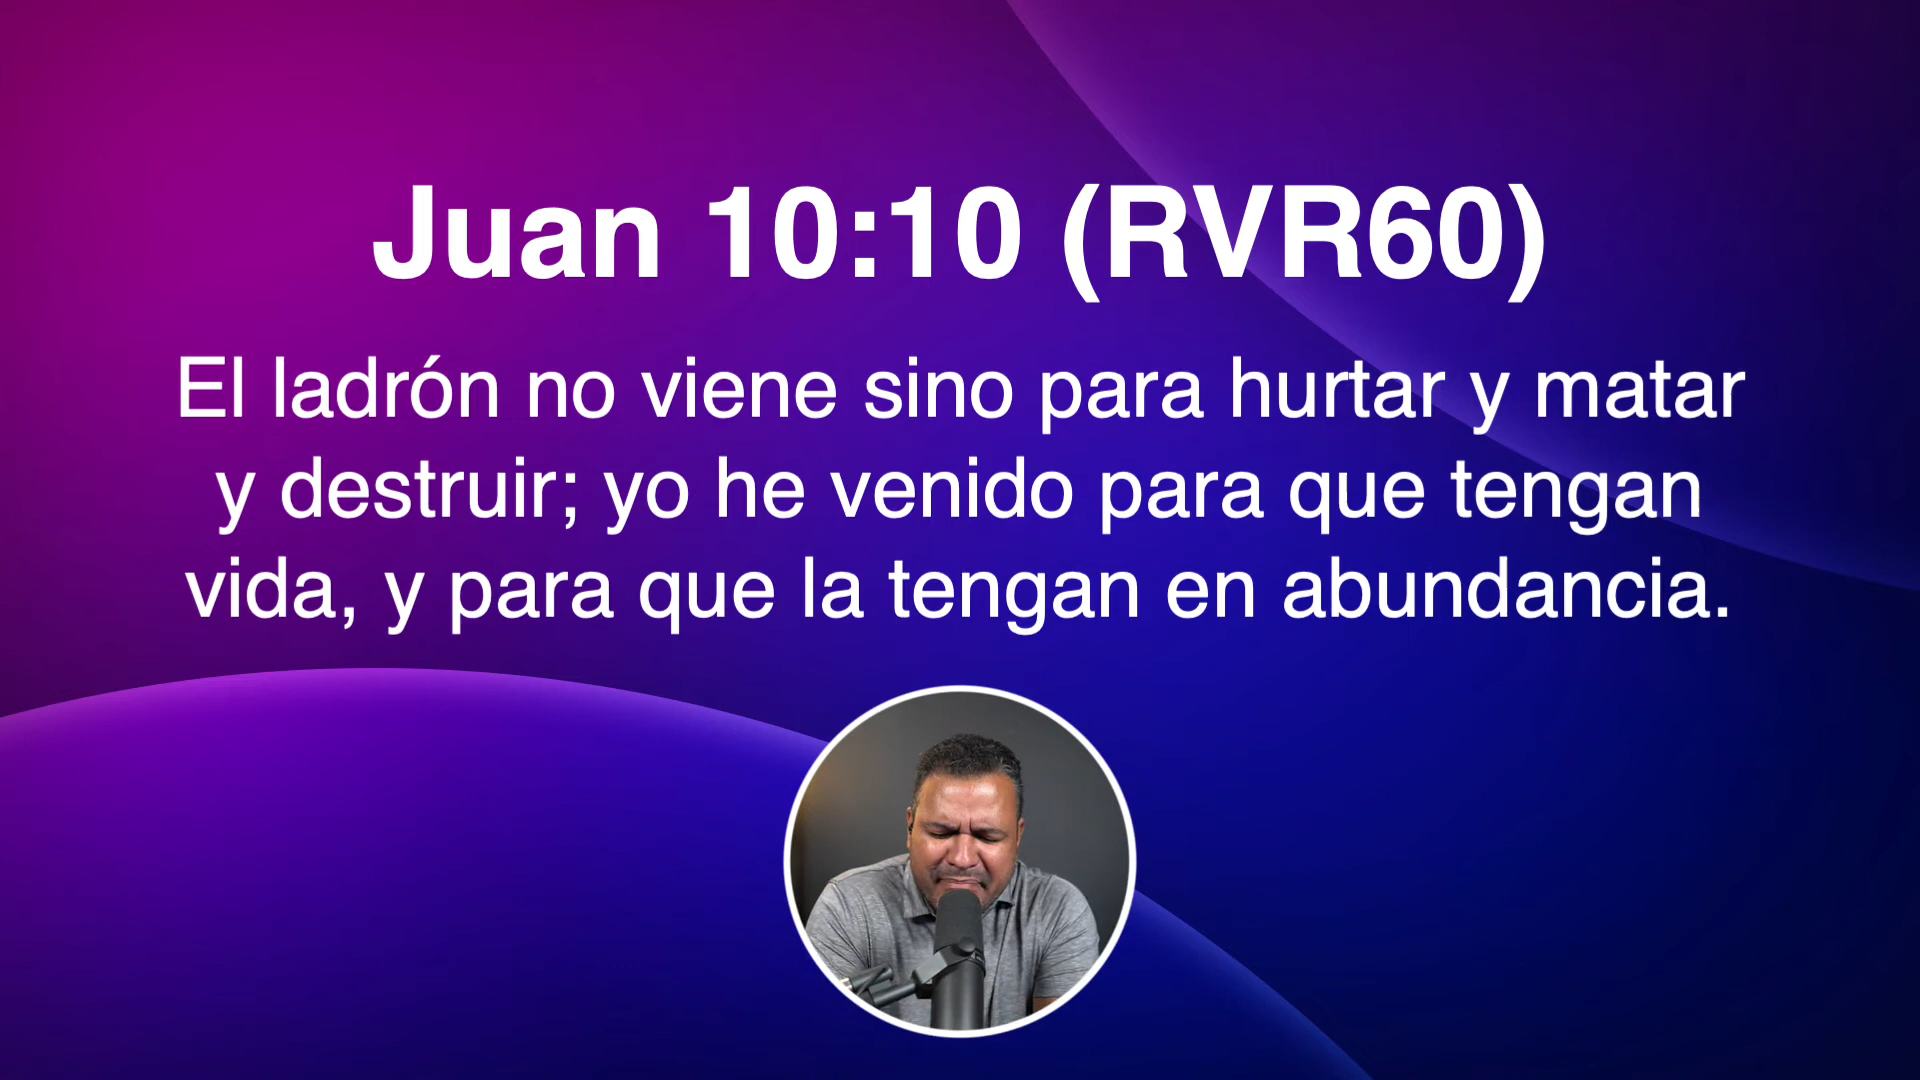 Juan 10:10 (RVR60)
El ladrón no viene sino para hurtar y matar
y destruir; yo he venido para que tengan
vida, y para que la tengan en abundancia.